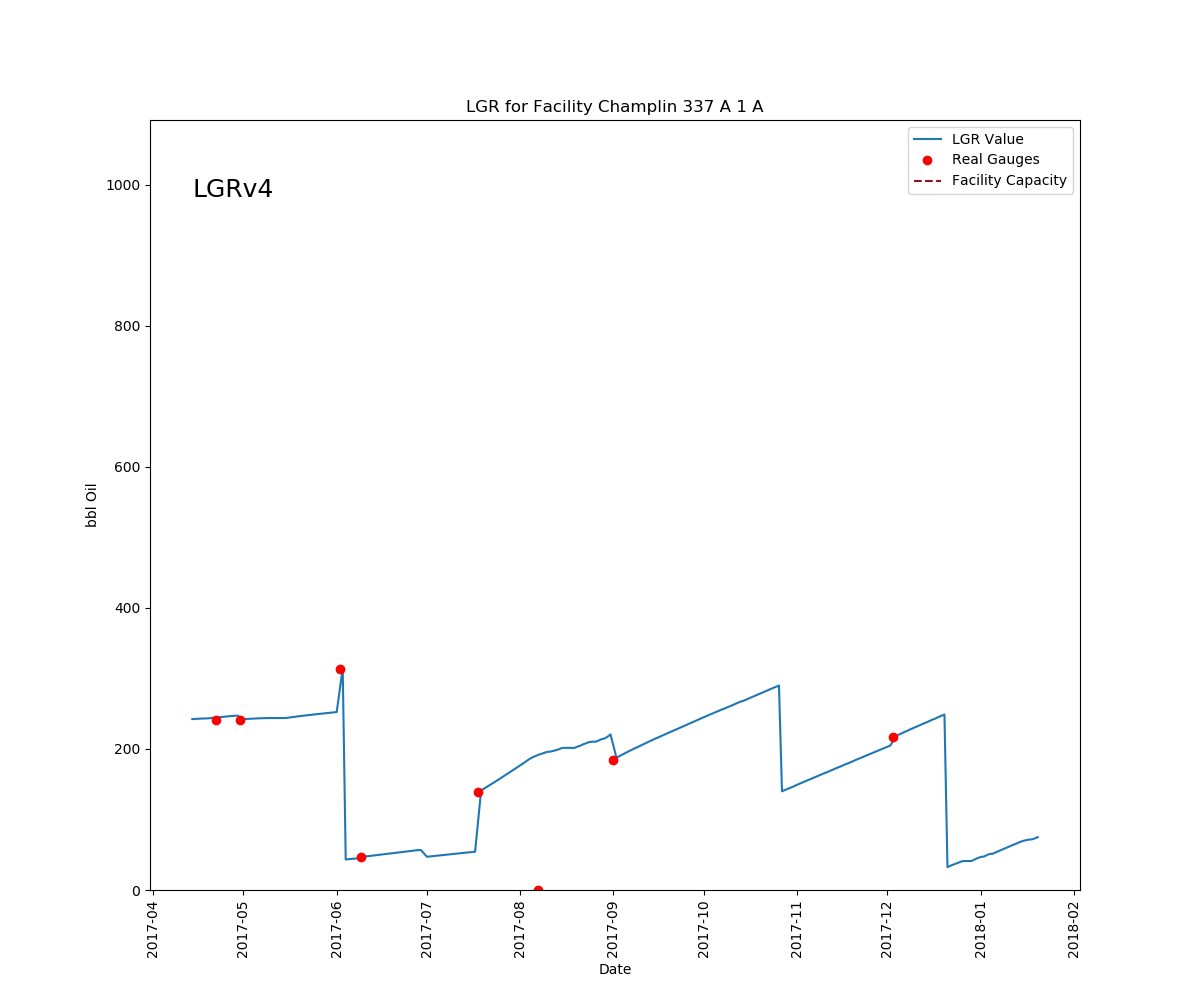 LGR for Facility Champlin 337 A 1 A
LGR Value
Real Gauges
Facility Capacity
LGRv4
1000
800
600
400
200
0
bbl Oil
2017-04
2017-05
2017-06
2017-07
2017-08
2017-09
2017-10
2017-11
2017-12
2018-01
2018-02
Date